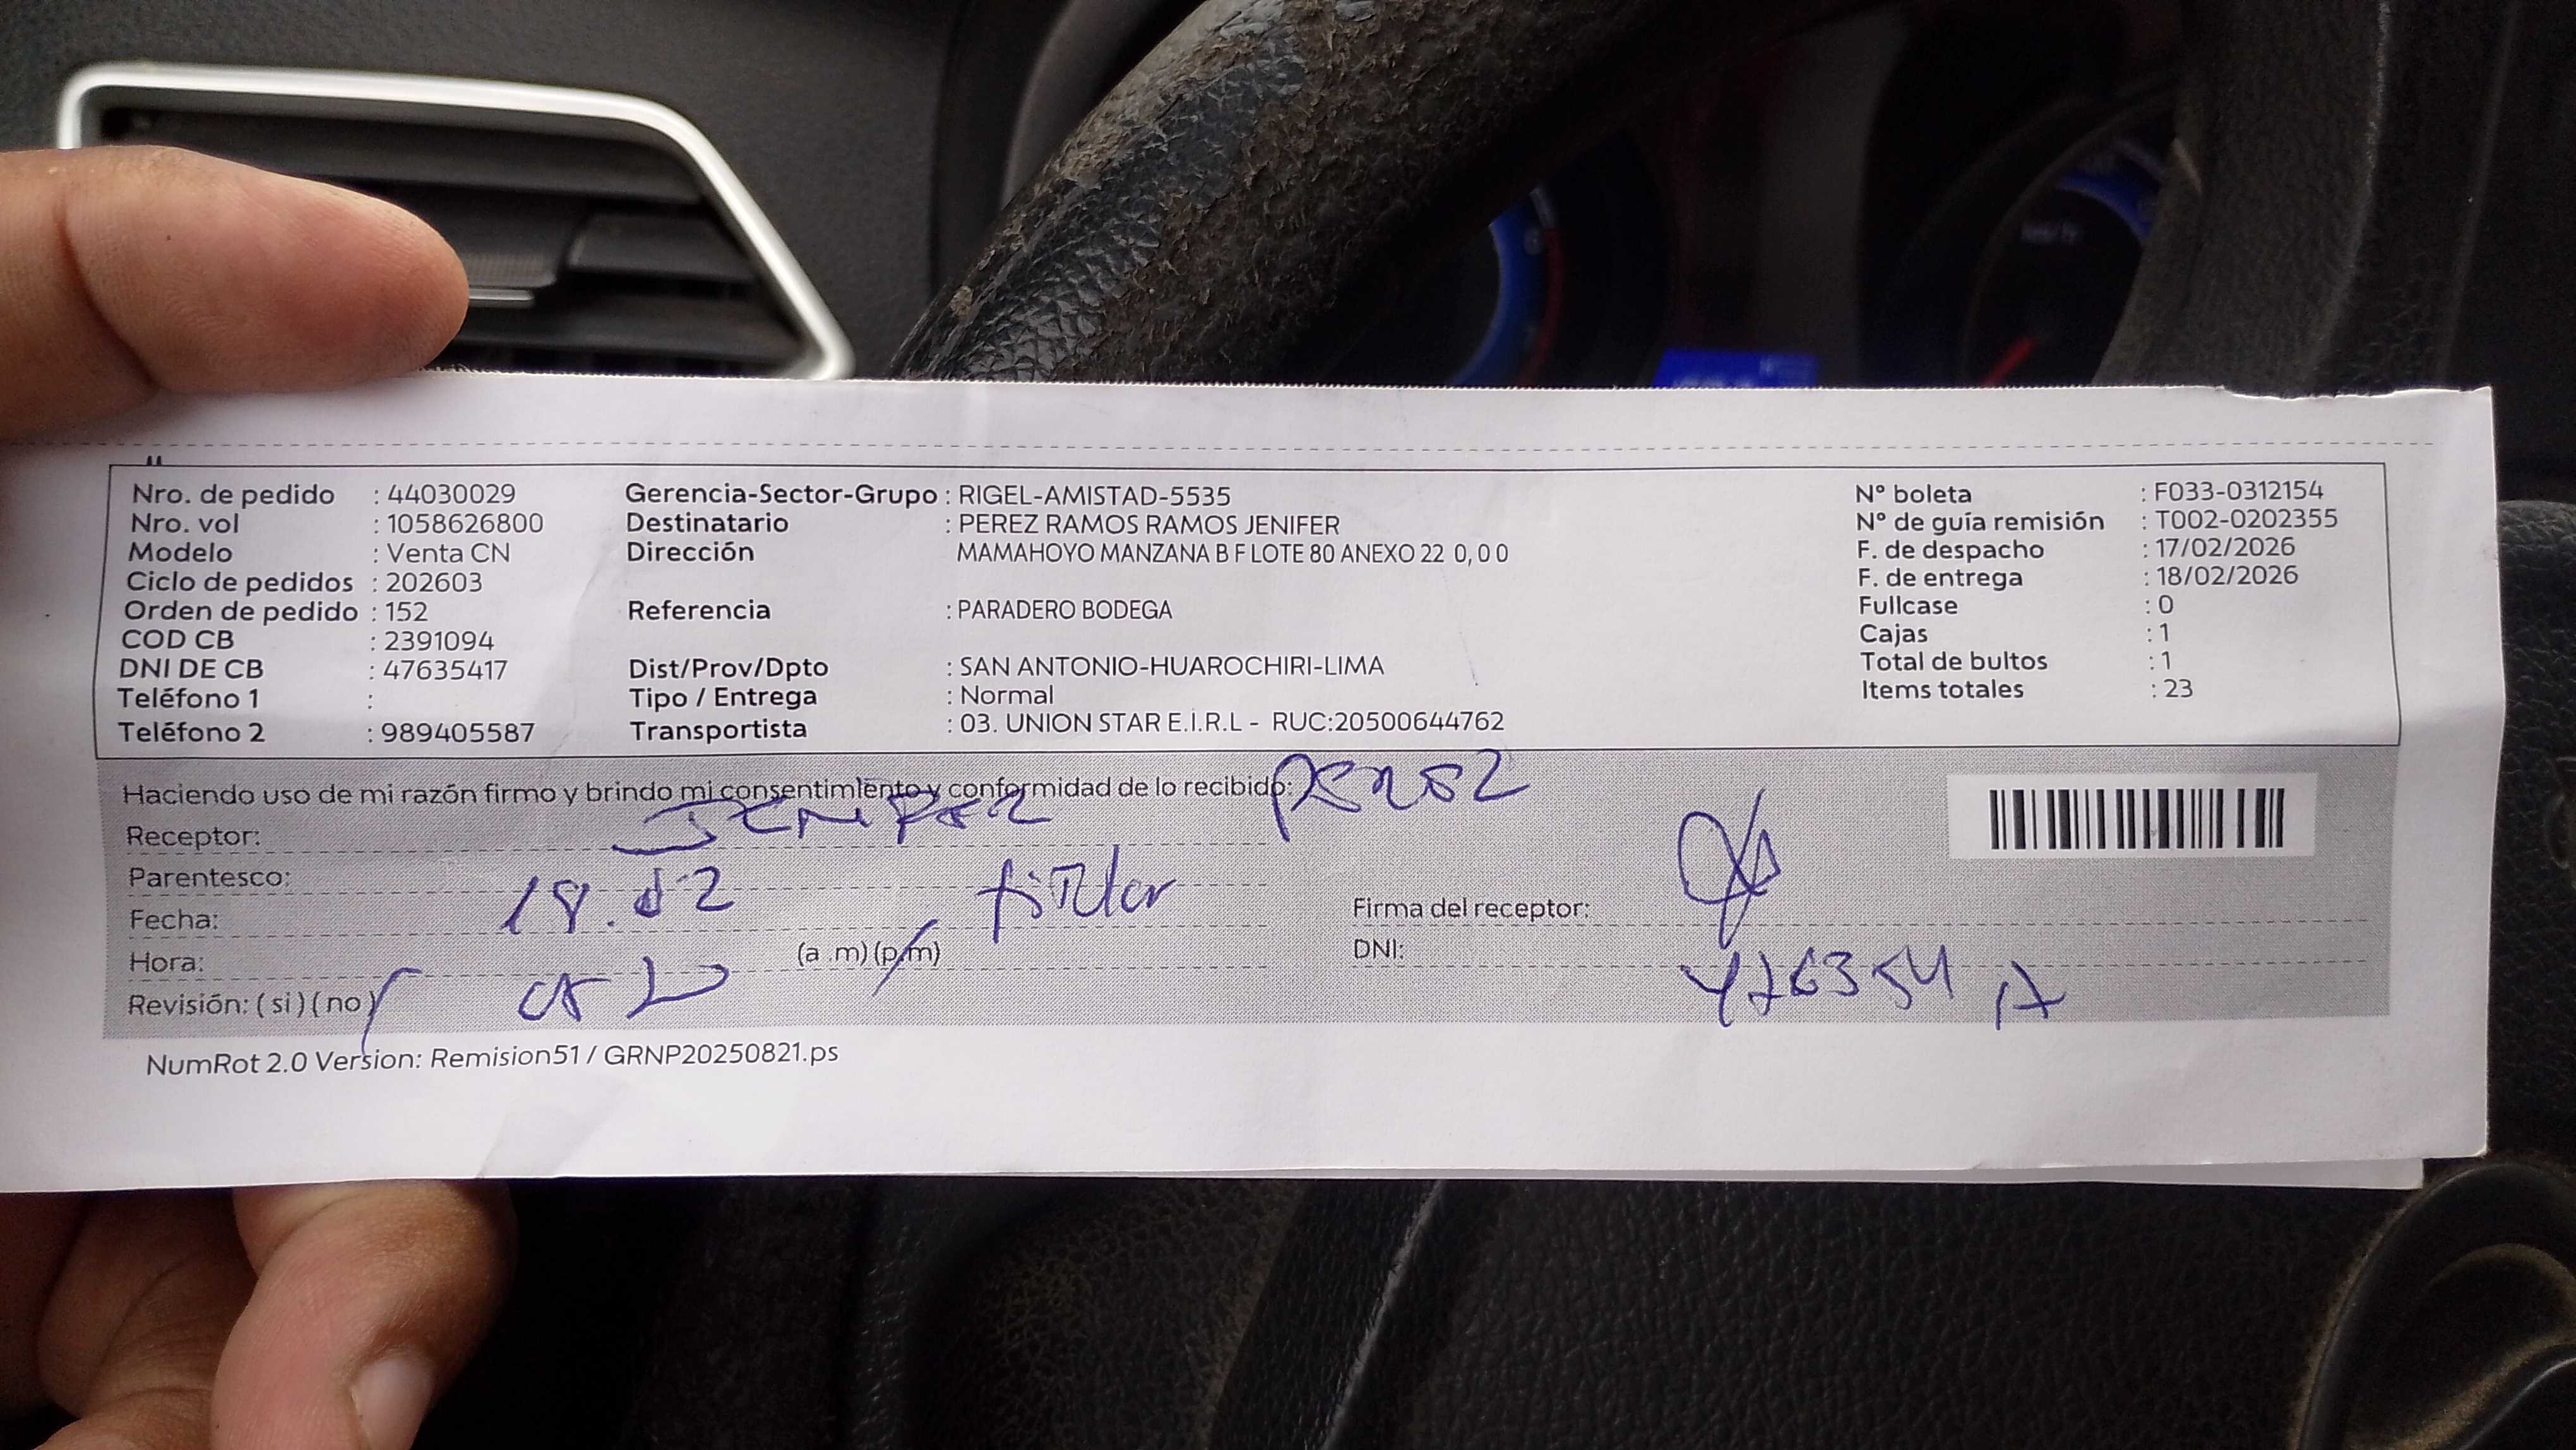 Nro. de pedido : 44030029
Nro. vol : 1058626800
Modelo : Venta CN
Ciclo de pedidos : 202603
Orden de pedido : 152
COD CB : 2391094
DNI DE CB : 47635417
Teléfono 1 :
Teléfono 2 : 989405587
Gerencia-Sector-Grupo : RIGEL-AMISTAD-5535
Destinatario : PEREZ RAMOS RAMOS JENIFER
Dirección MAMAHOYO MANZANA B F LOTE 80 ANEXO 22 0, 0 0
Referencia : PARADERO BODEGA
Dist/Prov/Dpto : SAN ANTONIO-HUAROCHIRI-LIMA
Tipo / Entrega : Normal
Transportista : 03. UNION STAR E.I.R.L - RUC:20500644762
N° boleta : F033-0312154
N° de guía remisión : T002-0202355
F. de despacho : 17/02/2026
F. de entrega : 18/02/2026
Fullcase : 0
Cajas : 1
Total de bultos : 1
Items totales : 23
Haciendo uso de mi razón firmo y brindo mi consentimiento y conformidad de lo recibido:
Receptor: Perez
Parentesco: titular
Fecha: 18.02
Hora: (a .m) (p.m)
Revisión: ( si ) ( no )
Firma del receptor:
DNI: 47635417
NumRot 2.0 Version: Remision51 / GRNP20250821.ps